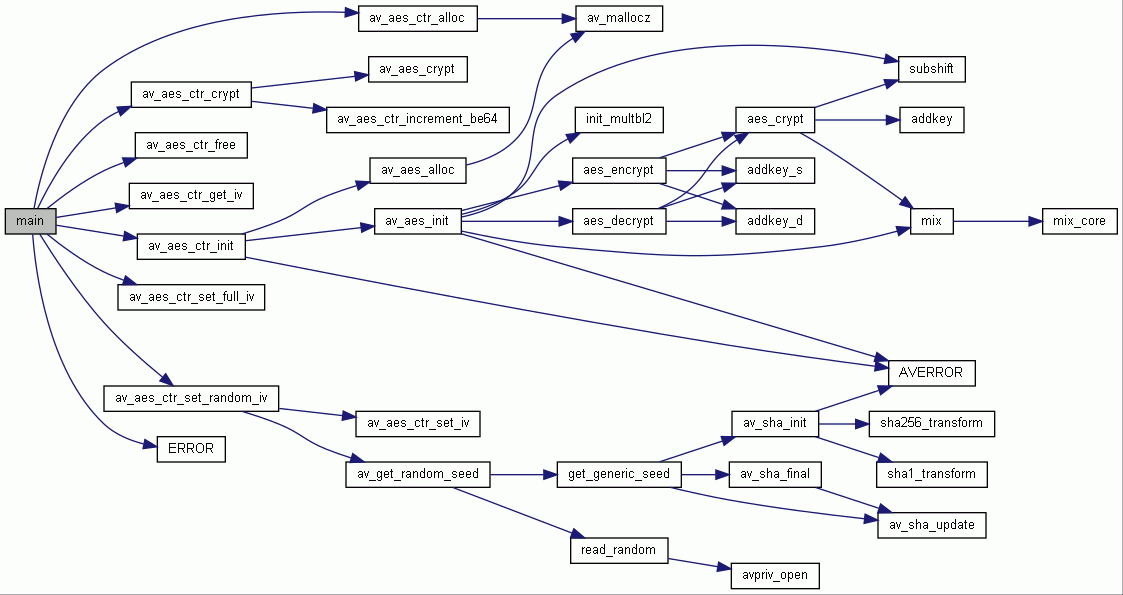 main
av_aes_ctr_alloc
av_mallocz
av_aes_crypt
subshift
av_aes_ctr_crypt
av_aes_ctr_increment_be64
init_multbl2
aes_crypt
addkey
av_aes_ctr_free
av_aes_alloc
aes_encrypt
addkey_s
av_aes_ctr_get_iv
av_aes_init
aes_decrypt
addkey_d
mix
mix_core
av_aes_ctr_init
av_aes_ctr_set_full_iv
AVERROR
av_aes_ctr_set_random_iv
av_aes_ctr_set_iv
av_sha_init
sha256_transform
ERROR
av_get_random_seed
get_generic_seed
av_sha_final
sha1_transform
av_sha_update
read_random
avpriv_open